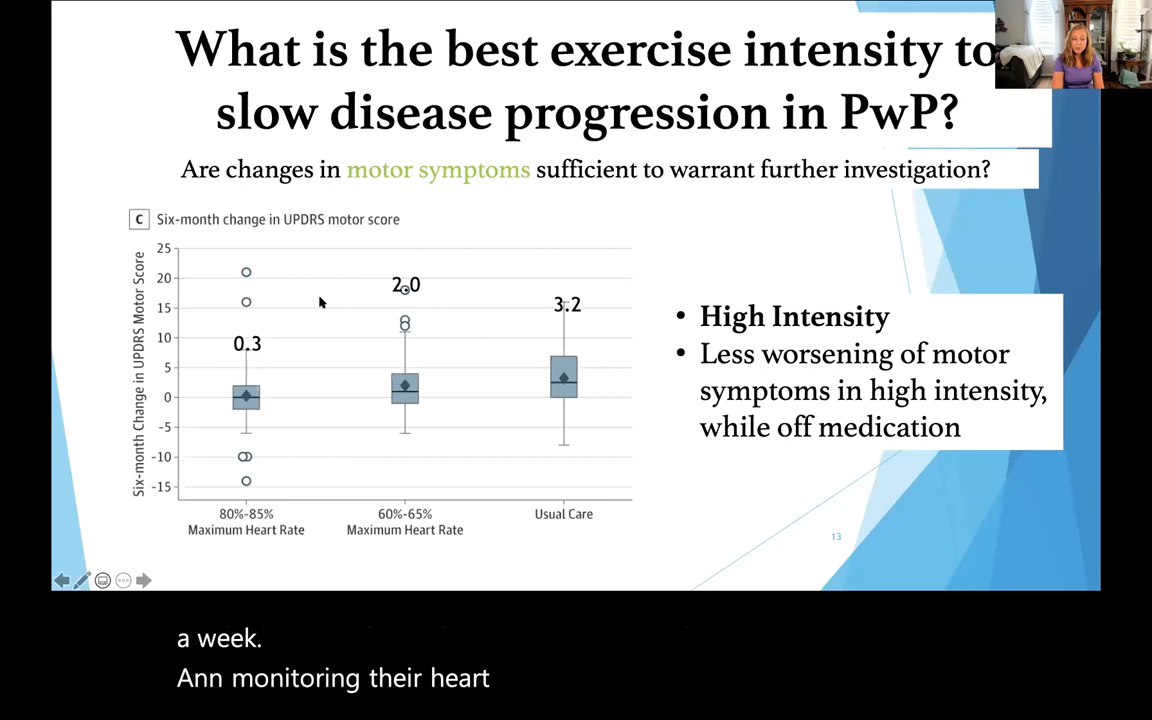 What is the best exercise intensity to
slow disease progression in PwP?
Are changes in motor symptoms sufficient to warrant further investigation?
C Six-month change in UPDRS motor score
Six-month Change in UPDRS Motor Score
25
20
15
10
5
0
-5
-10
-15
0.3
2.0
3.2
80%-85%
Maximum Heart Rate
60%-65%
Maximum Heart Rate
Usual Care
• High Intensity
• Less worsening of motor
symptoms in high intensity,
while off medication
13
a week.
Ann monitoring their heart